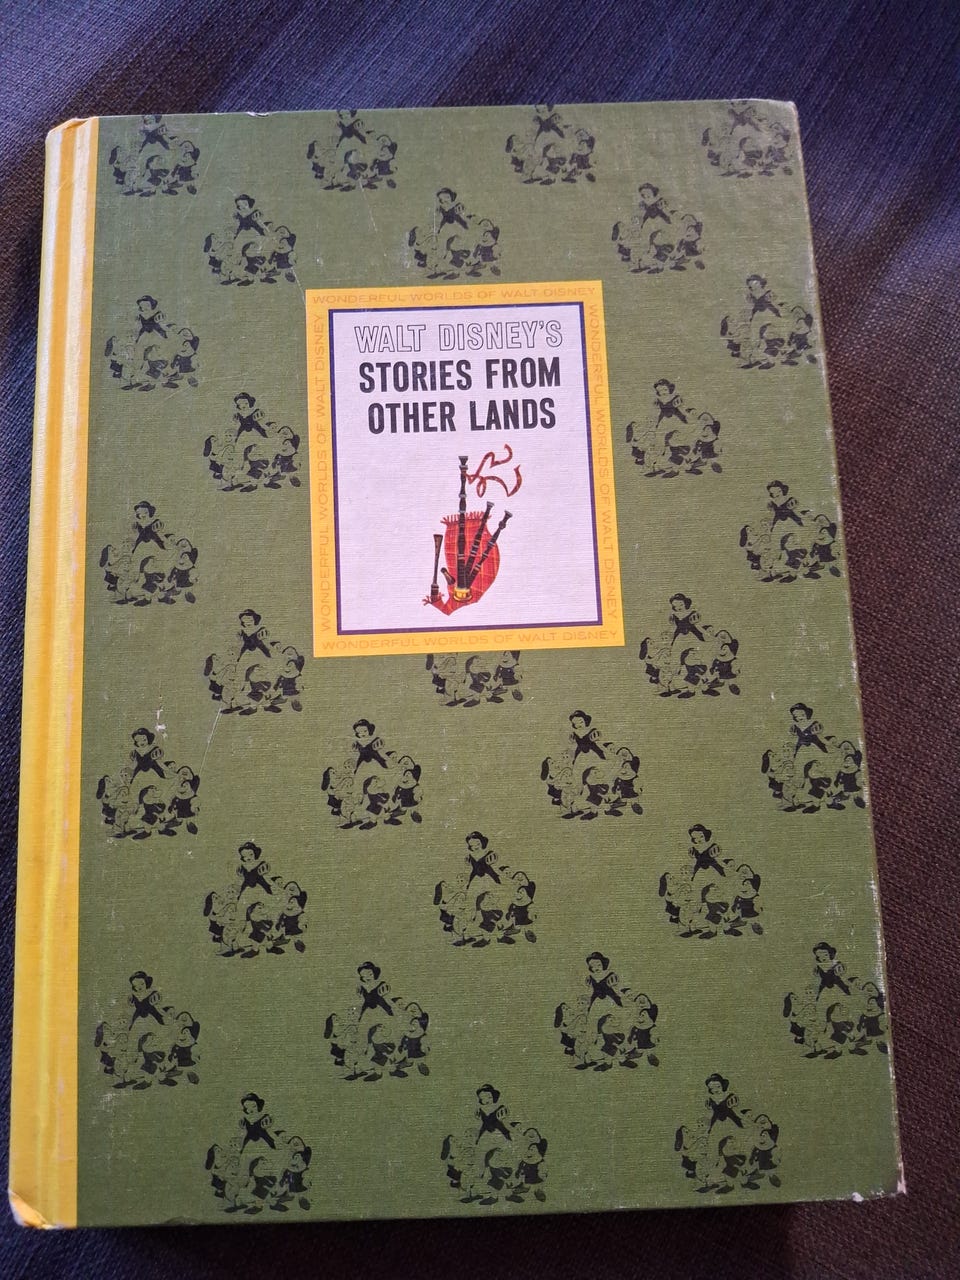 WONDERFUL WORLDS OF WALT DISNEY
WALT DISNEY'S
STORIES FROM
OTHER LANDS
WONDERFUL WORLDS OF WALT DISNEY
WONDERFUL WORLDS OF WALT DISNEY
WONDERFUL WORLDS OF WALT DISNEY